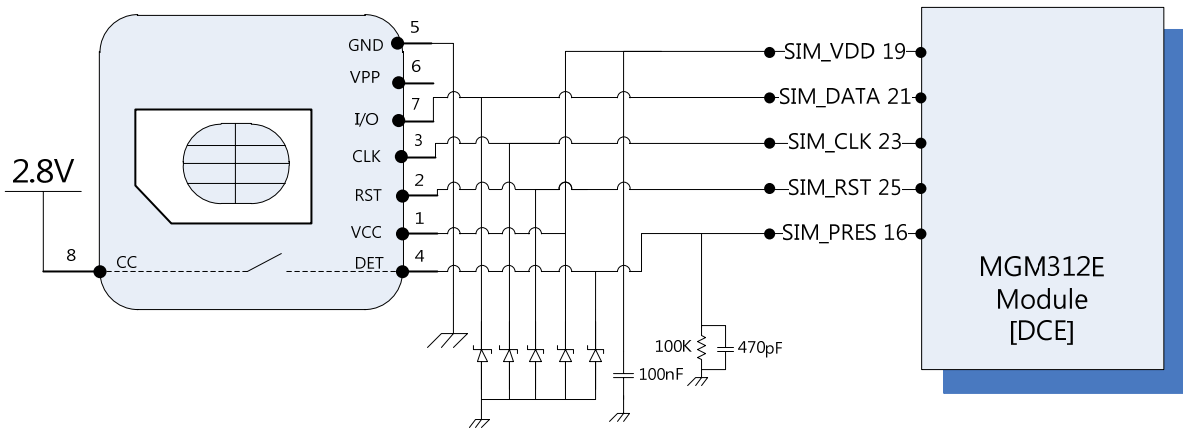 5
GND
6
VPP
7
I/O
3
CLK
2
RST
1
VCC
4
DET
8
CC
2.8V
SIM_VDD 19
SIM_DATA 21
SIM_CLK 23
SIM_RST 25
SIM_PRES 16
MGM312E
Module
[DCE]
100K
470pF
100nF